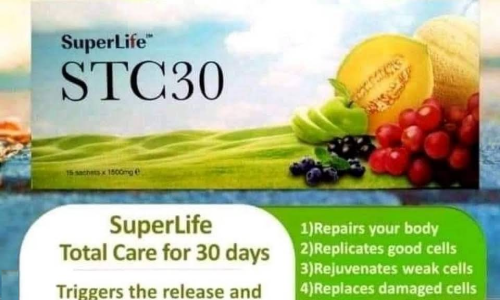 SuperLife™
STC30
15 sachets x 1500mg e
SuperLife
Total Care for 30 days
Triggers the release and
1)Repairs your body
2)Replicates good cells
3)Rejuvenates weak cells
4)Replaces damaged cells